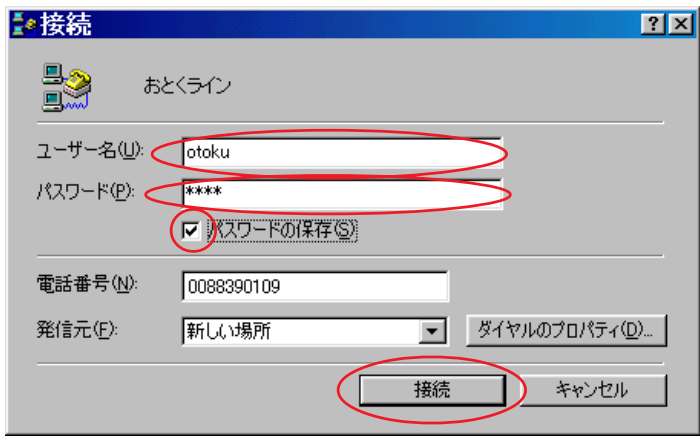 接続
おとくライン
ユーザー名(U): otoku
パスワード(P): ****
パスワードの保存(S)
電話番号(N): 0088390109
発信元(F): 新しい場所 ダイヤルのプロパティ(D)...
接続 キャンセル